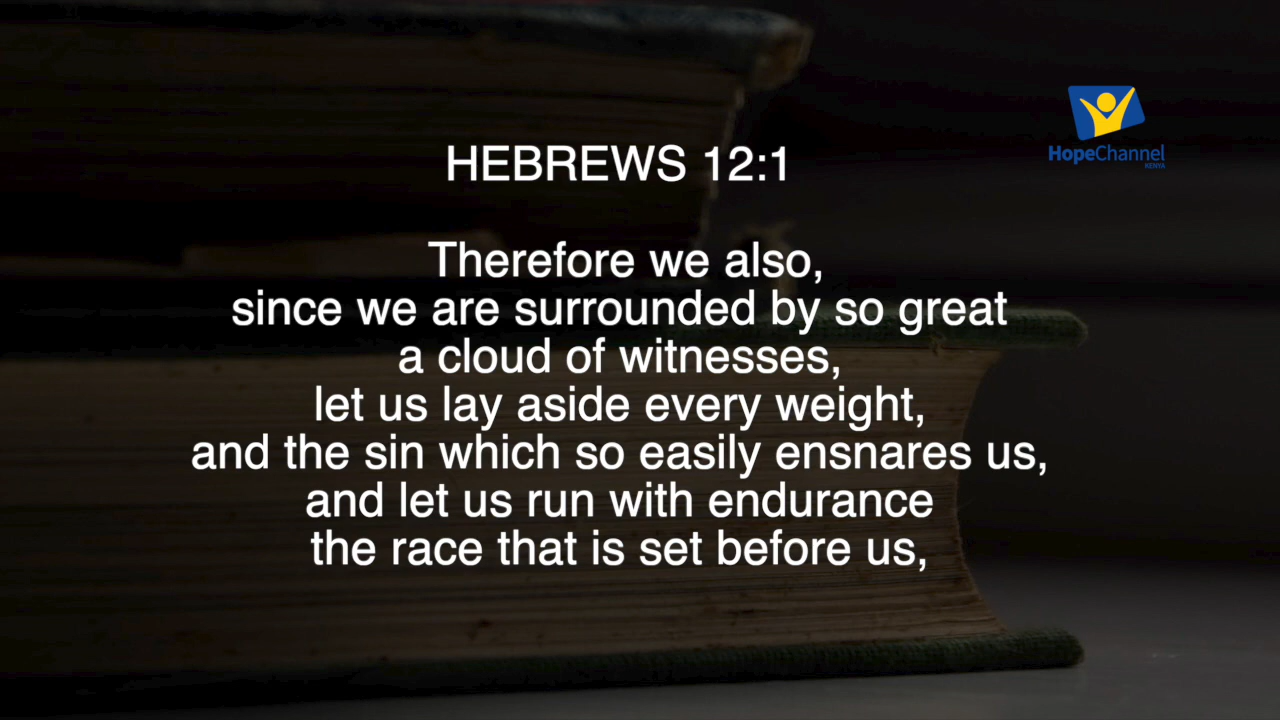 HopeChannel
KENYA
HEBREWS 12:1
Therefore we also,
since we are surrounded by so great
a cloud of witnesses,
let us lay aside every weight,
and the sin which so easily ensnares us,
and let us run with endurance
the race that is set before us,